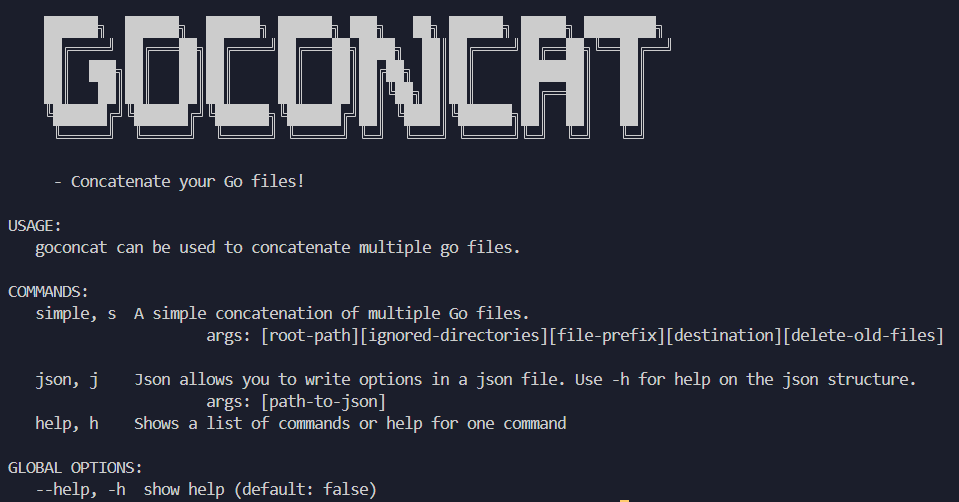 GOCONCAT
- Concatenate your Go files!
USAGE:
goconcat can be used to concatenate multiple go files.
COMMANDS:
simple, s  A simple concatenation of multiple Go files.
args: [root-path][ignored-directories][file-prefix][destination][delete-old-files]
json, j    Json allows you to write options in a json file. Use -h for help on the json structure.
args: [path-to-json]
help, h    Shows a list of commands or help for one command
GLOBAL OPTIONS:
--help, -h  show help (default: false)